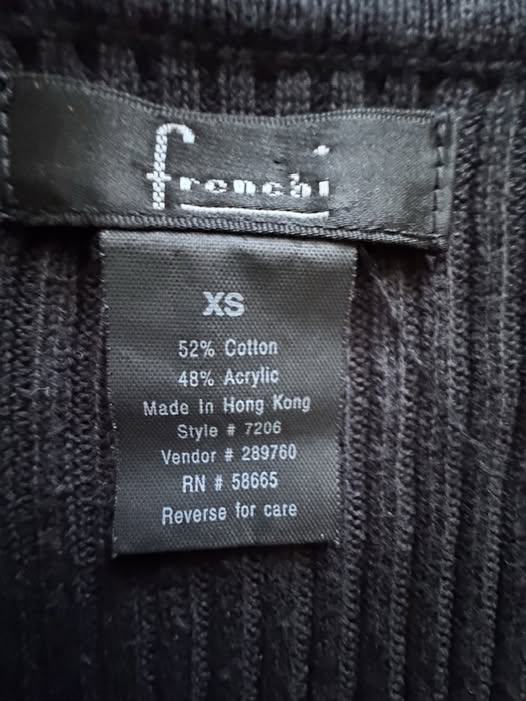 frenchi
XS
52% Cotton
48% Acrylic
Made In Hong Kong
Style # 7206
Vendor # 289760
RN # 58665
Reverse for care